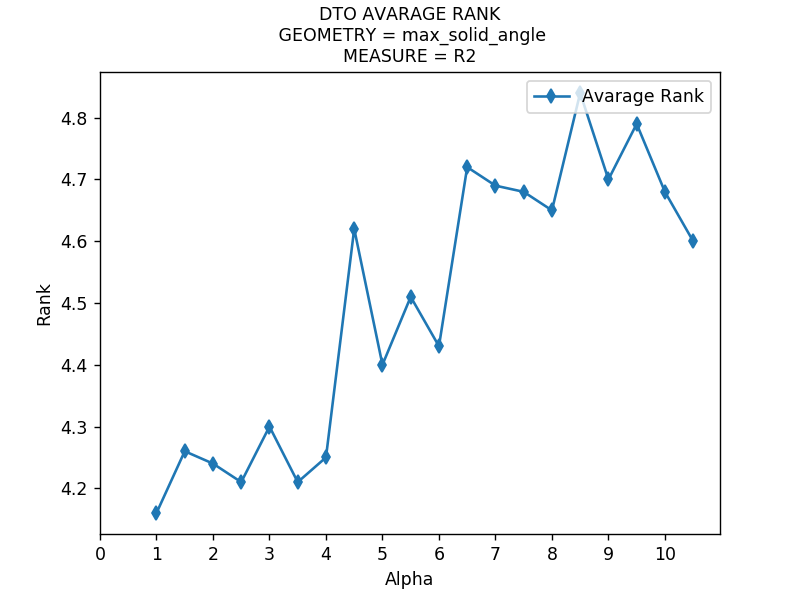 DTO AVARAGE RANK
GEOMETRY = max_solid_angle
MEASURE = R2
Avarage Rank
4.8
4.7
4.6
4.5
4.4
4.3
4.2
Rank
0 1 2 3 4 5 6 7 8 9 10
Alpha